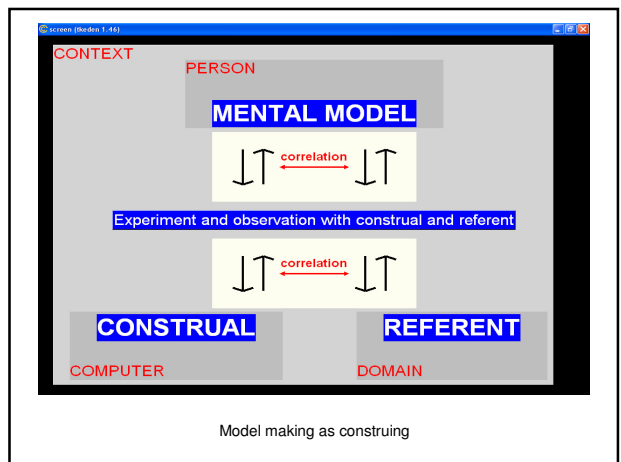 screen (tkeden 1.46)
CONTEXT
PERSON
MENTAL MODEL
correlation
Experiment and observation with construal and referent
correlation
CONSTRUAL
REFERENT
COMPUTER
DOMAIN
Model making as construing